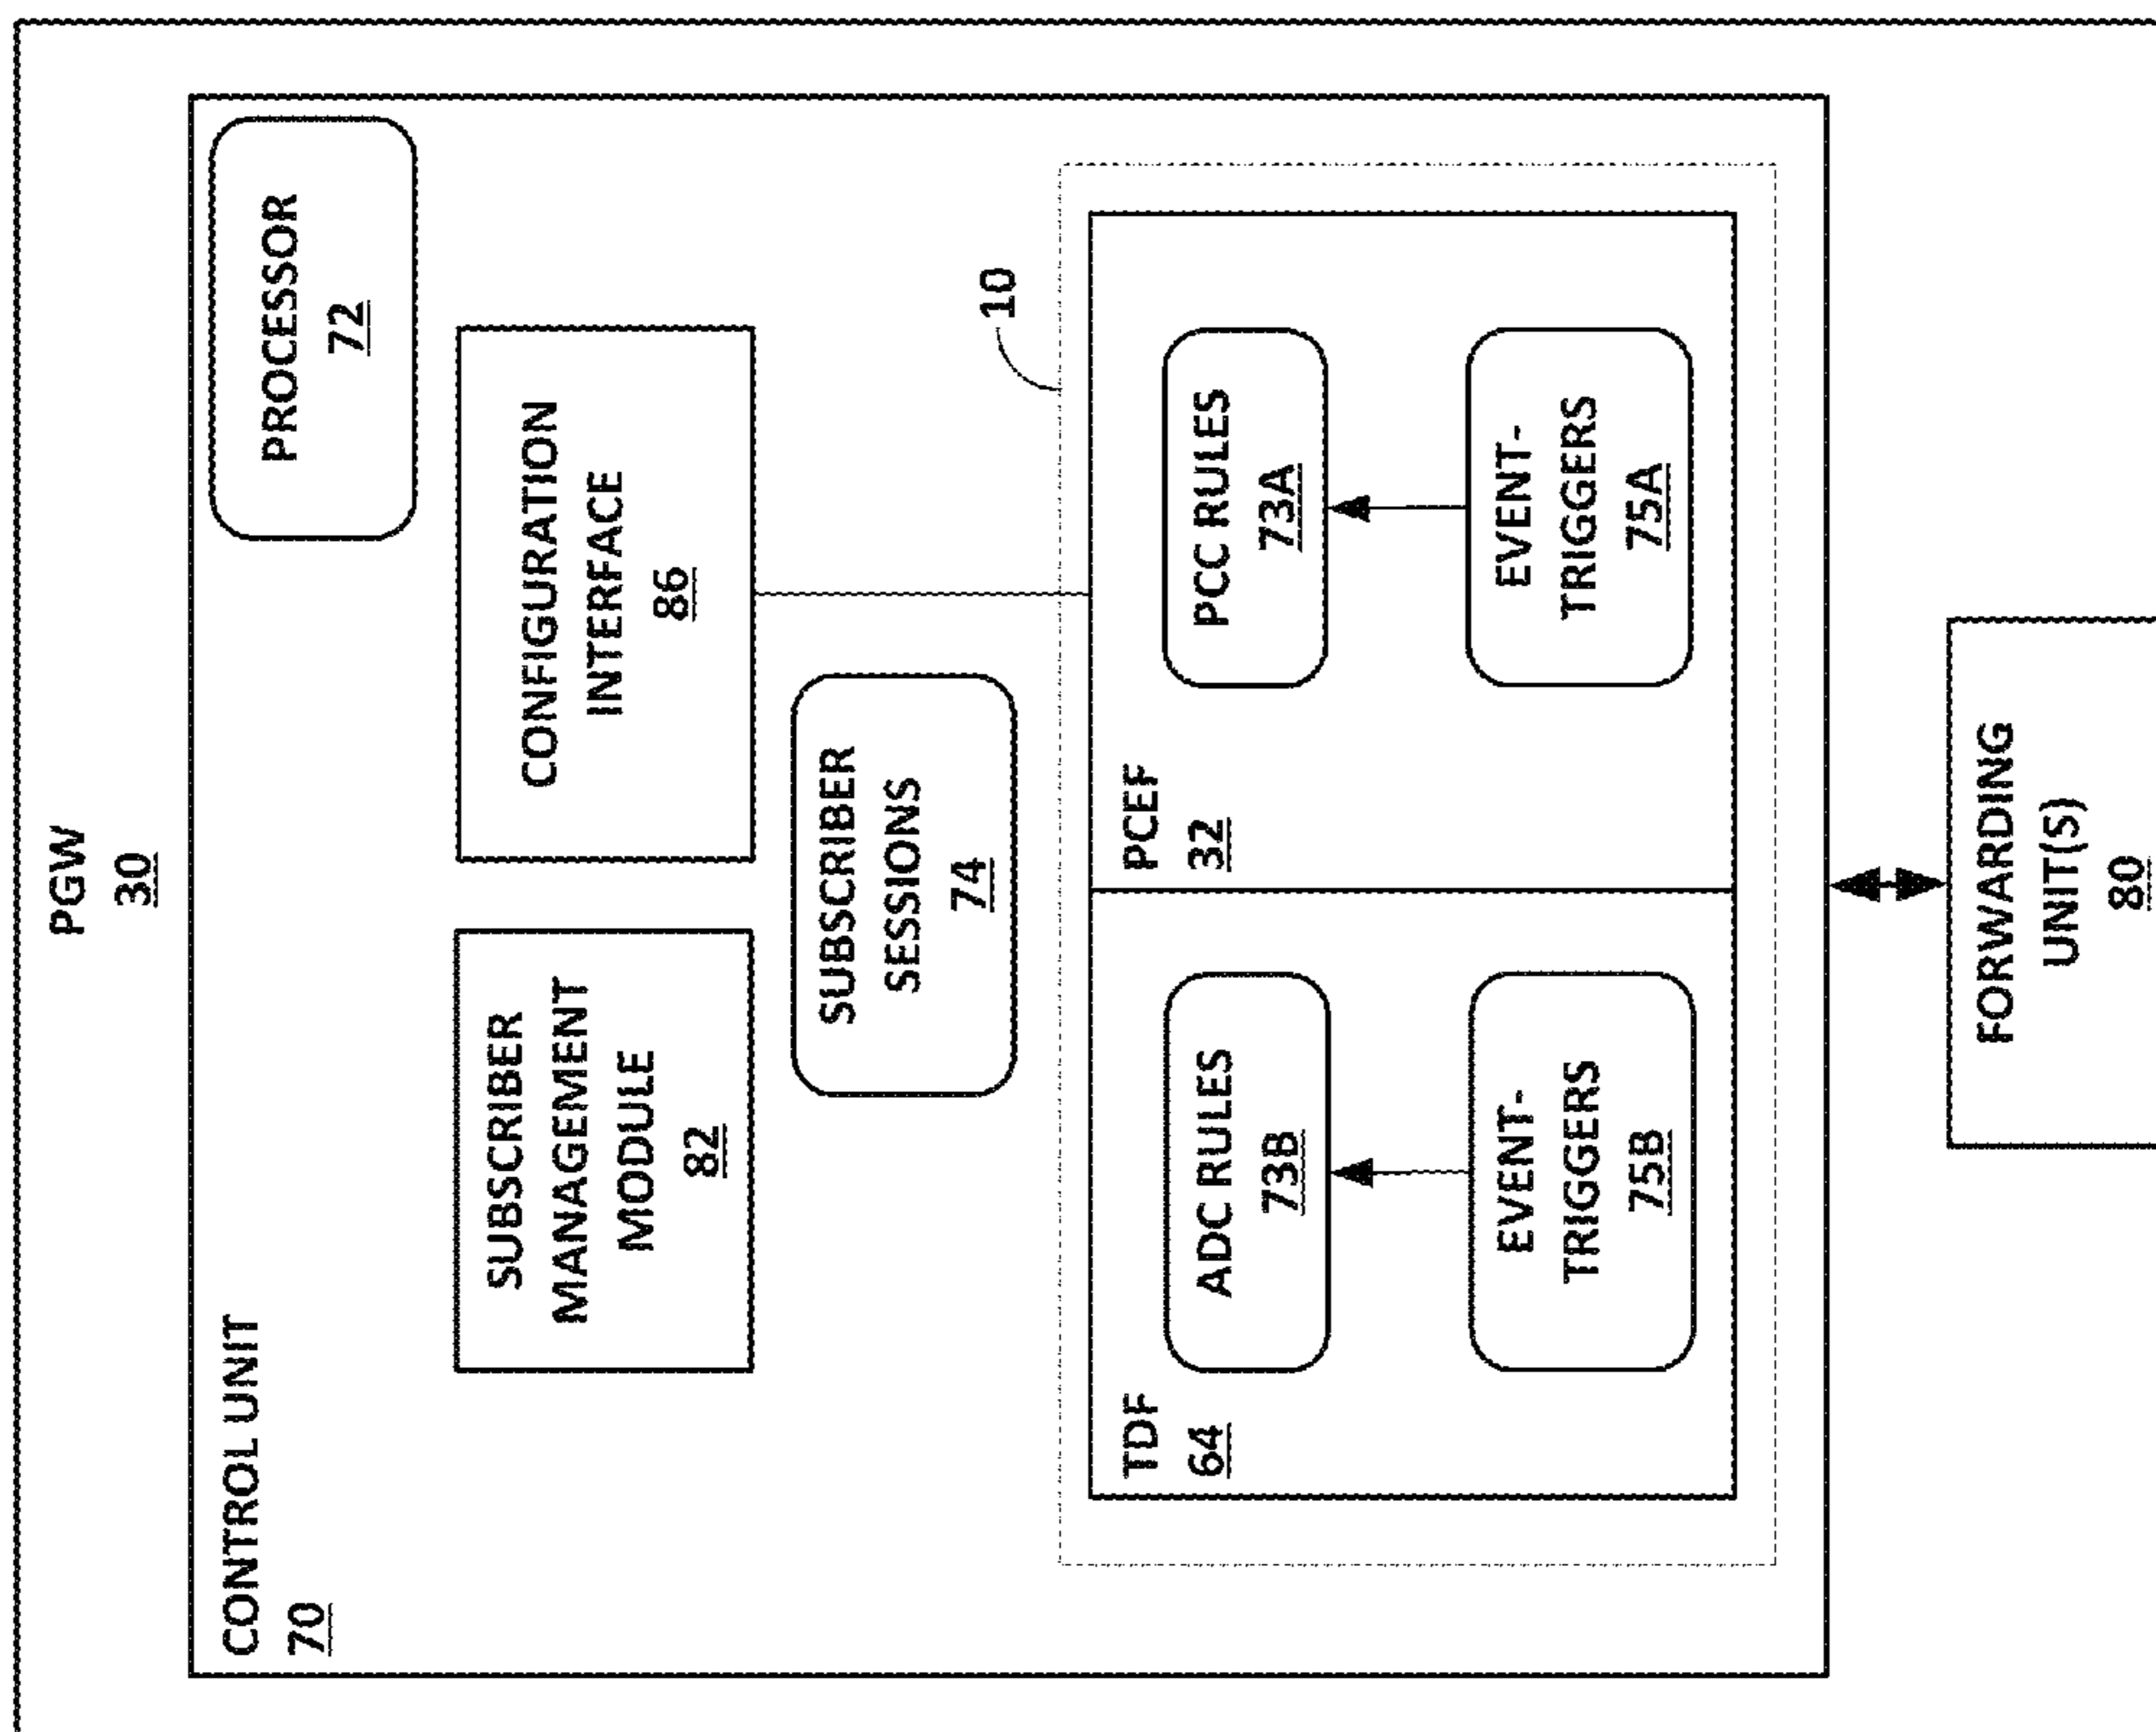 PGW
30
CONTROL UNIT
70
PROCESSOR
72
SUBSCRIBER
MANAGEMENT
MODULE
82
CONFIGURATION
INTERFACE
86
SUBSCRIBER
SESSIONS
74
10
TDF
64
ADC RULES
73B
EVENT-
TRIGGERS
75B
PCEF
32
PCC RULES
73A
EVENT-
TRIGGERS
75A
FORWARDING
UNIT(S)
80